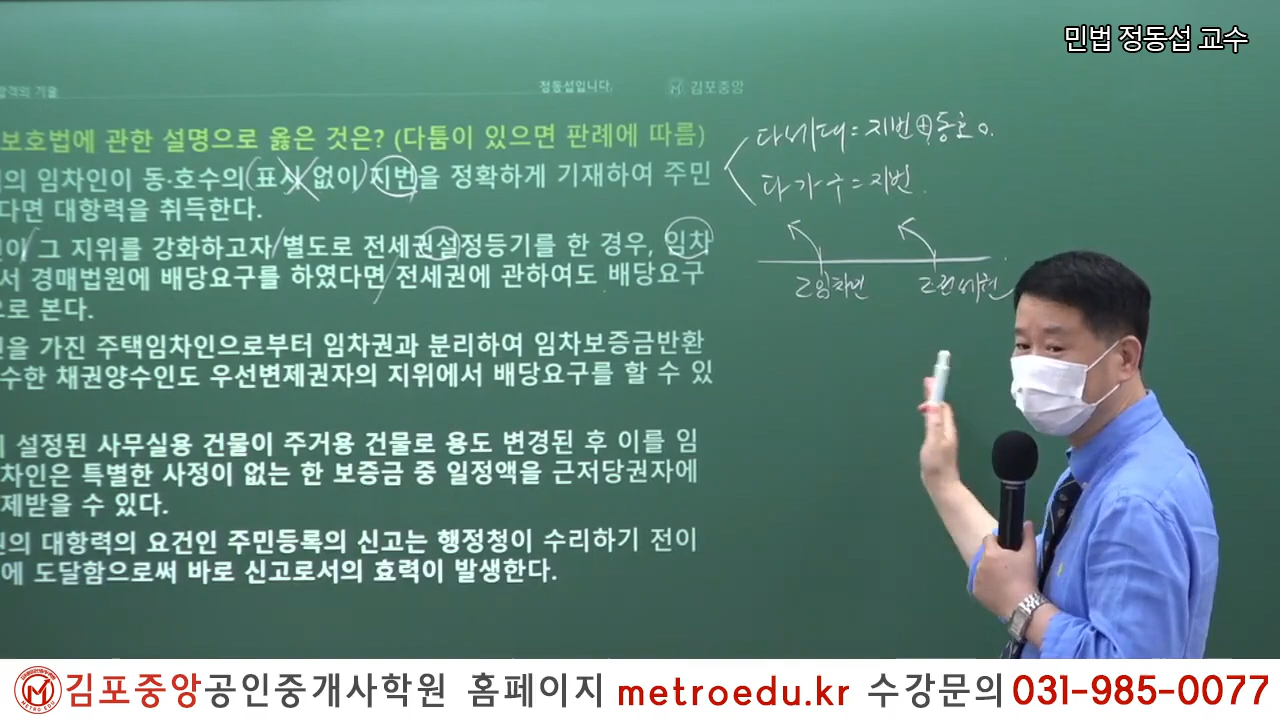 민법 정동섭 교수
합격의 기술
정동섭입니다.
김포중앙
보호법에 관한 설명으로 옳은 것은? (다툼이 있으면 판례에 따름)
의 임차인이 동·호수의 (표시 없이) 지번을 정확하게 기재하여 주민
다면 대항력을 취득한다.
이 그 지위를 강화하고자 별도로 전세권설정등기를 한 경우, 임차
서 경매법원에 배당요구를 하였다면 전세권에 관하여도 배당요구
로 본다.
을 가진 주택임차인으로부터 임차권과 분리하여 임차보증금반환
수한 채권양수인도 우선변제권자의 지위에서 배당요구를 할 수 있
설정된 사무실용 건물이 주거용 건물로 용도 변경된 후 이를 임
차인은 특별한 사정이 없는 한 보증금 중 일정액을 근저당권자에
제받을 수 있다.
의 대항력의 요건인 주민등록의 신고는 행정청이 수리하기 전이
에 도달함으로써 바로 신고로서의 효력이 발생한다.
다세대=지번⊕동호
다가구=지번
METRO EDU
김포중앙공인중개사학원 홈페이지 metroedu.kr 수강문의 031-985-0077